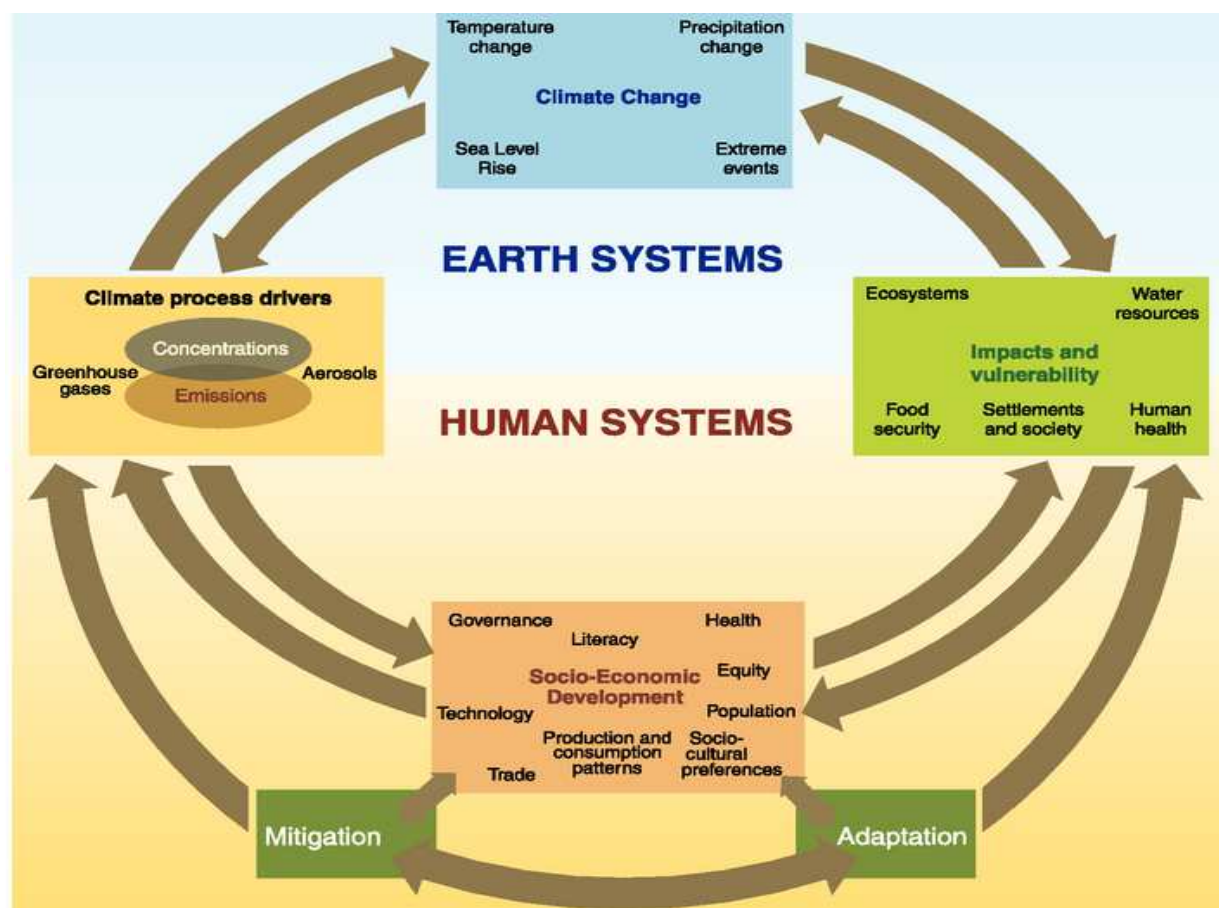 Temperature change
Precipitation change
Climate Change
Sea Level Rise
Extreme events
EARTH SYSTEMS
Climate process drivers
Concentrations
Greenhouse gases
Aerosols
Emissions
Ecosystems
Water resources
Impacts and vulnerability
Food security
Settlements and society
Human health
HUMAN SYSTEMS
Governance
Literacy
Health
Socio-Economic Development
Equity
Technology
Population
Production and consumption patterns
Socio-cultural preferences
Trade
Mitigation
Adaptation